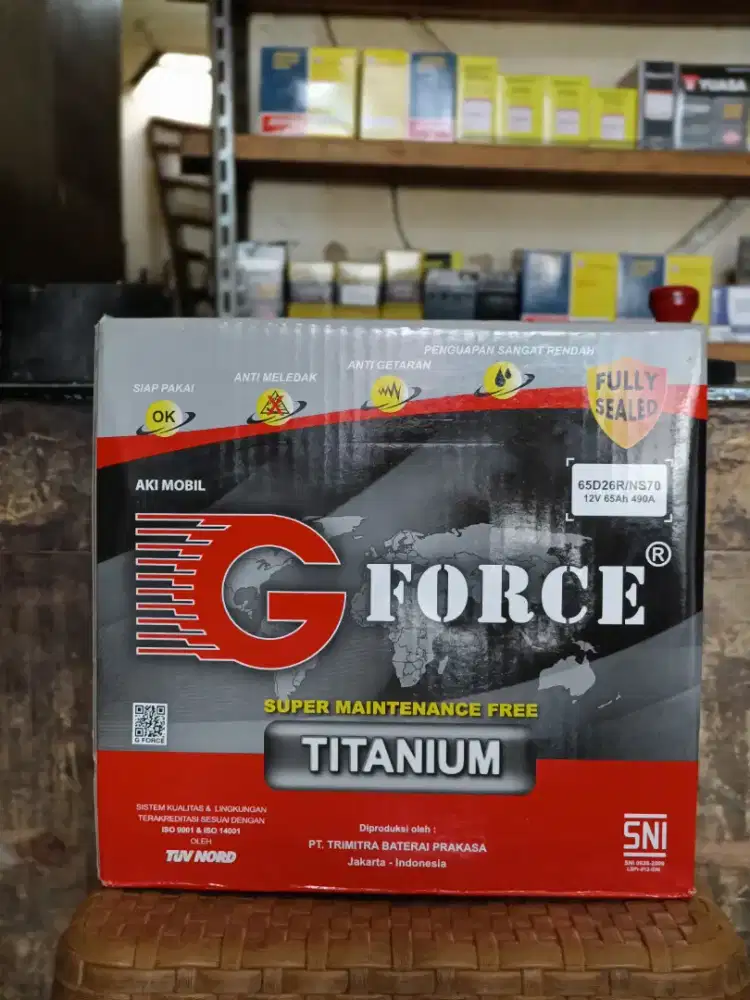 YUASA
SIAP PAKAI
ANTI MELEDAK
ANTI GETARAN
PENGUAPAN SANGAT RENDAH
OK
FULLY
SEALED
AKI MOBIL
65D26R/NS70
12V 65Ah 490A
G FORCE ®
SUPER MAINTENANCE FREE
TITANIUM
G FORCE
SISTEM KUALITAS & LINGKUNGAN
TERAKREDITASI SESUAI DENGAN
ISO 9001 & ISO 14001
OLEH
TUV NORD
Diproduksi oleh :
PT. TRIMITRA BATERAI PRAKASA
Jakarta - Indonesia
SNI